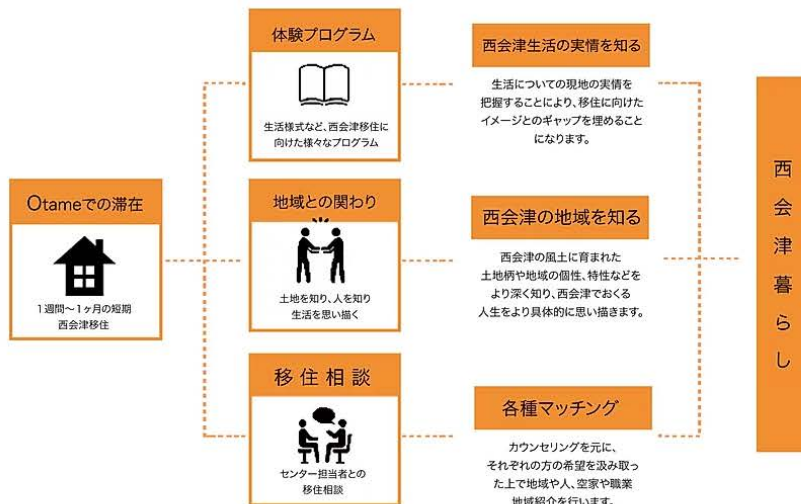 Otameでの滞在
1週間〜1ヶ月の短期
西会津移住
体験プログラム
生活様式など、西会津移住に
向けた様々なプログラム
地域との関わり
土地を知り、人を知り
生活を思い描く
移住相談
センター担当者との
移住相談
西会津生活の実情を知る
生活についての現地の実情を
把握することにより、移住に向けた
イメージとのギャップを埋めること
になります。
西会津の地域を知る
西会津の風土に育まれた
土地柄や地域の個性、特性などを
より深く知り、西会津でおくる
人生をより具体的に思い描きます。
各種マッチング
カウンセリングを元に、
それぞれの方の希望を汲み取っ
た上で地域や人、空家や職業
地域紹介を行います。
西会津暮らし